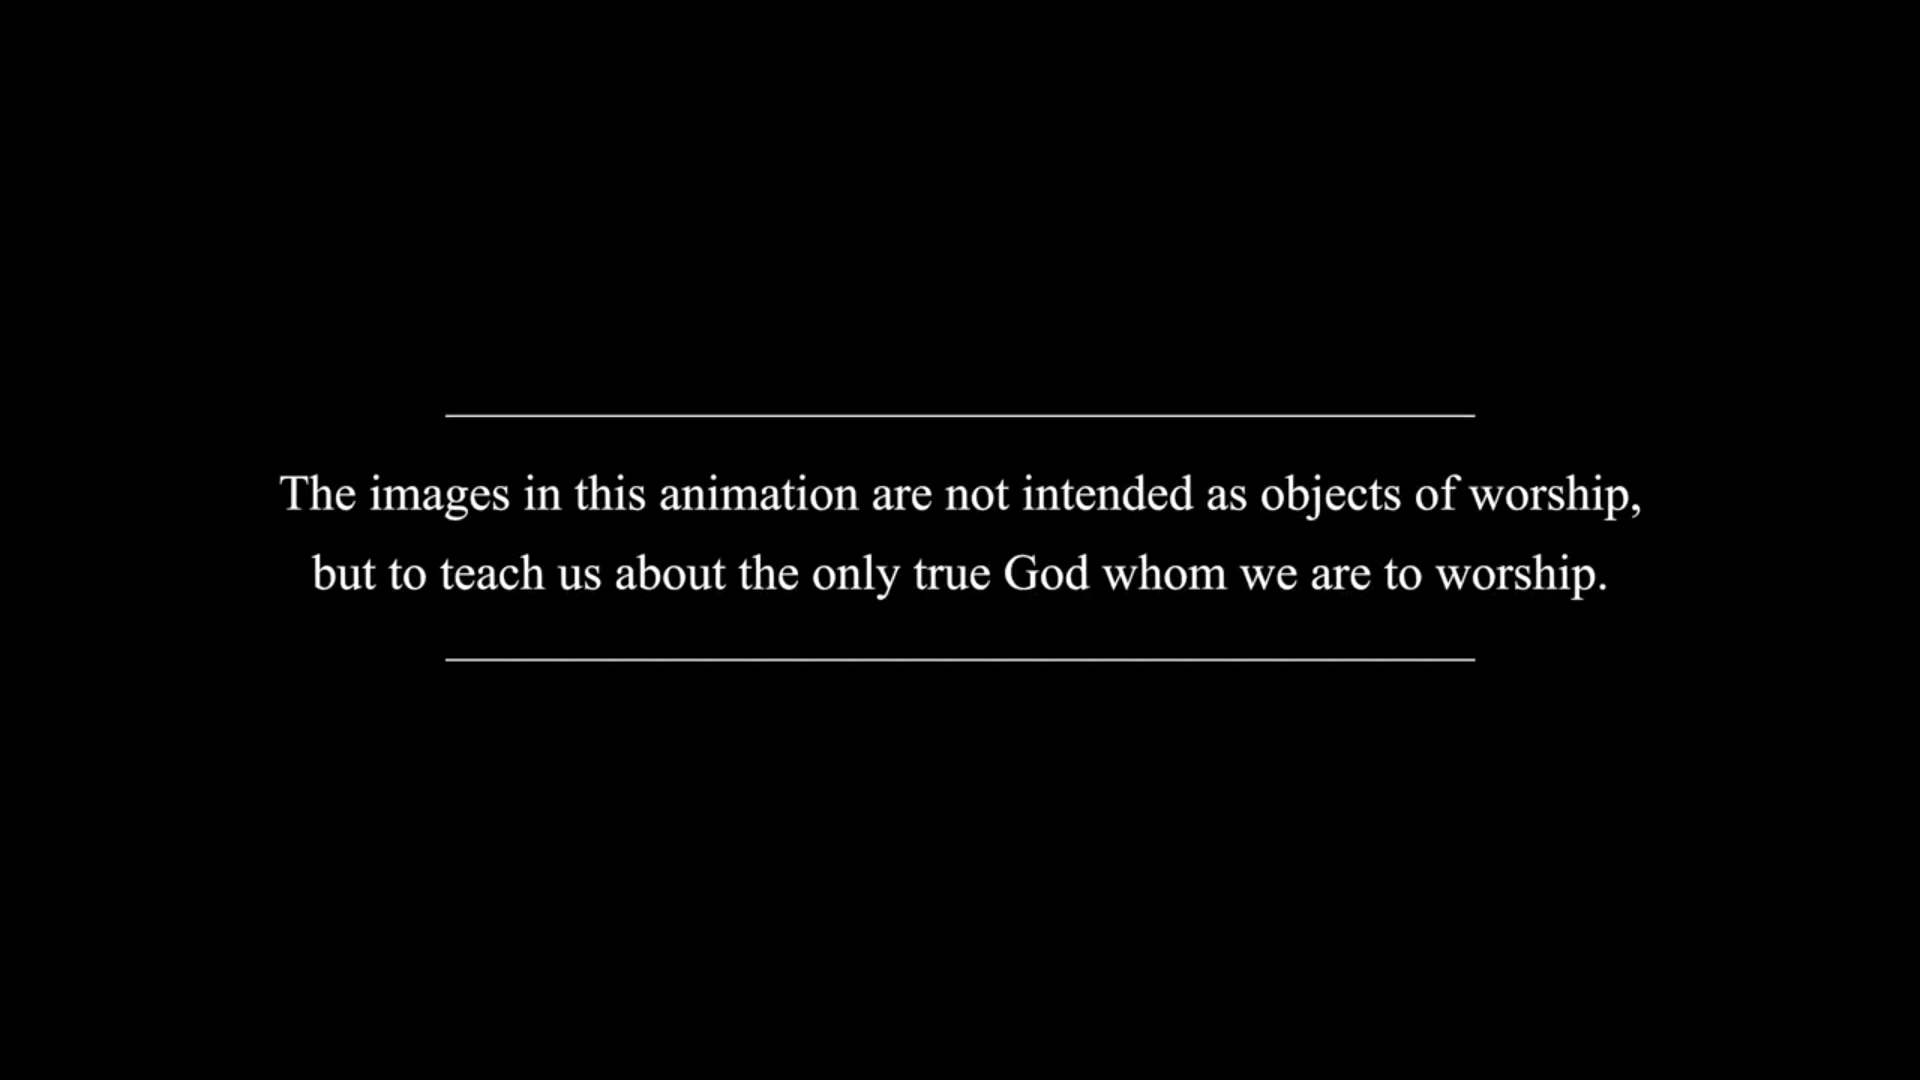 The images in this animation are not intended as objects of worship,
but to teach us about the only true God whom we are to worship.